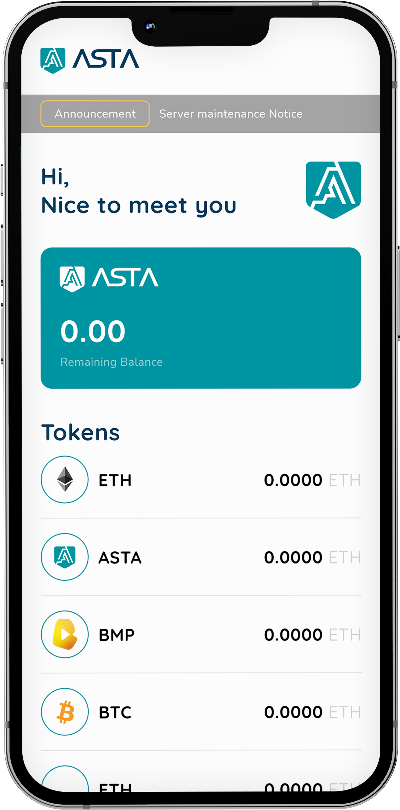 ASTA
Announcement Server maintenance Notice
Hi,
Nice to meet you
ASTA
0.00
Remaining Balance
Tokens
ETH 0.0000 ETH
ASTA 0.0000 ETH
BMP 0.0000 ETH
BTC 0.0000 ETH
ETH 0.0000 ETH